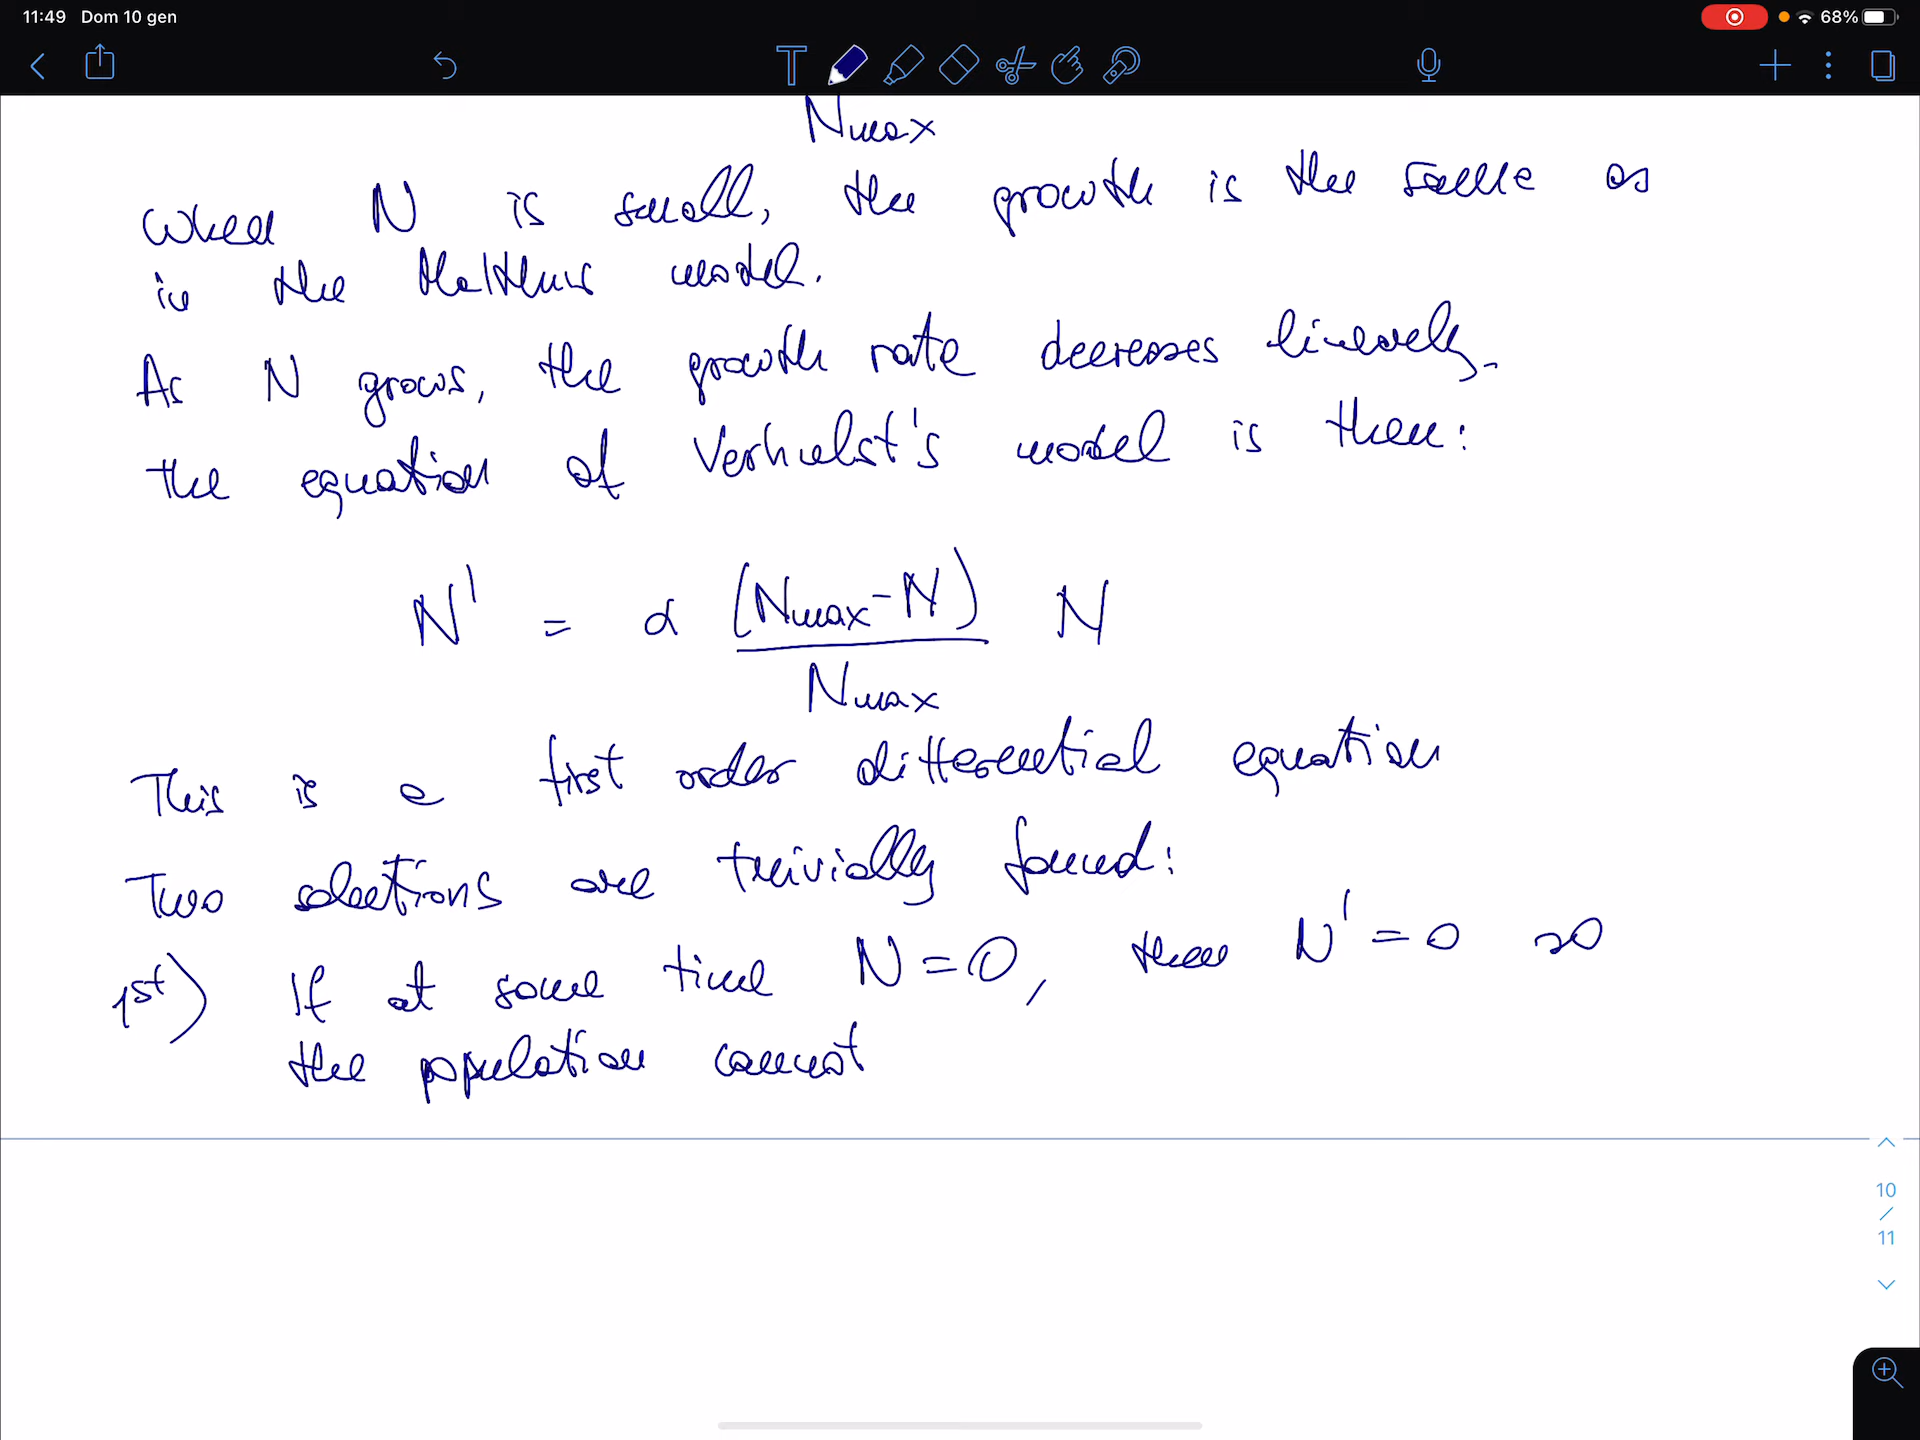 11:49 Dom 10 gen 68%
Nmax
When N is small, the growth is the same as
in the Malthus model.
As N grows, the growth rate decreases linearly.
the equation of Verhulst's model is then:
N' = α (Nmax-N) N
Nmax
This is a first order differential equation
Two solutions are trivially found:
1st) If at some time N=0, then N'=0 so
the population cannot
10
/
11